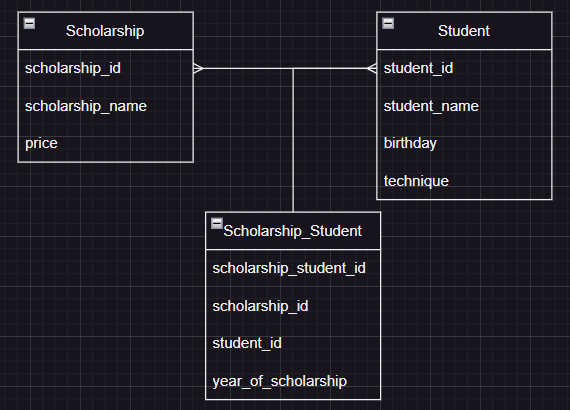 Scholarship
scholarship_id
scholarship_name
price
Student
student_id
student_name
birthday
technique
Scholarship_Student
scholarship_student_id
scholarship_id
student_id
year_of_scholarship